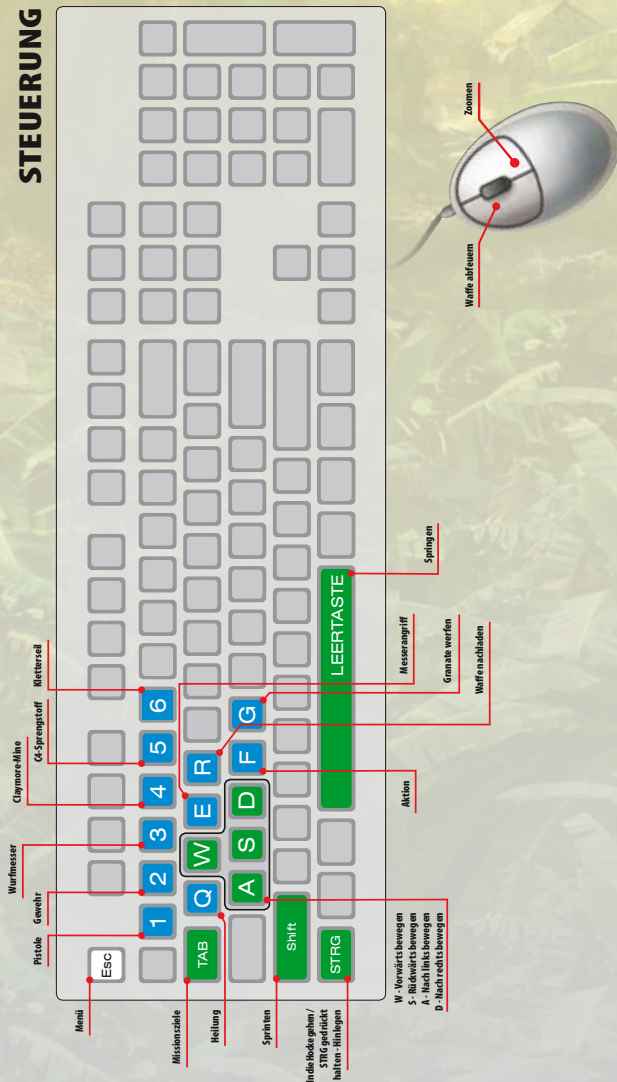 STEUERUNG
Menü
Pistole
Gewehr
Wurfmesser
Claymore-Mine
C4-Sprengstoff
Kletterseil
Esc
1
2
3
4
5
6
TAB
Q
W
E
R
A
S
D
F
G
Shift
STRG
LEERTASTE
Missionsziele
Heilung
Sprinten
In die Hocke gehen /
STRG gedrückt
halten - Hinlegen
W - Vorwärts bewegen
S - Rückwärts bewegen
A - Nach links bewegen
D - Nach rechts bewegen
Aktion
Messerangriff
Granate werfen
Waffe nachladen
Springen
Waffe abfeuern
Zoomen